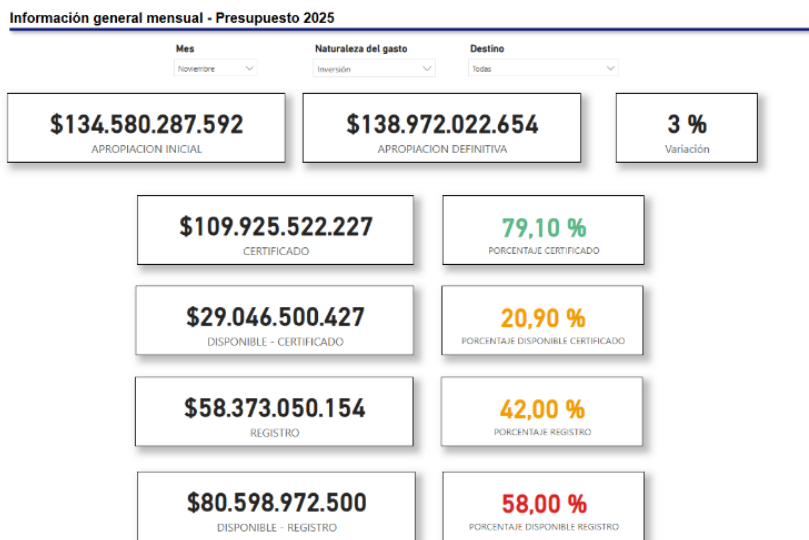 Información general mensual - Presupuesto 2025
Mes Naturaleza del gasto Destino
Noviembre Inversión Todas
$134.580.287.592 $138.972.022.654 3 %
APROPIACION INICIAL APROPIACION DEFINITIVA Variación
$109.925.522.227 79,10 %
CERTIFICADO PORCENTAJE CERTIFICADO
$29.046.500.427 20,90 %
DISPONIBLE - CERTIFICADO PORCENTAJE DISPONIBLE CERTIFICADO
$58.373.050.154 42,00 %
REGISTRO PORCENTAJE REGISTRO
$80.598.972.500 58,00 %
DISPONIBLE - REGISTRO PORCENTAJE DISPONIBLE REGISTRO